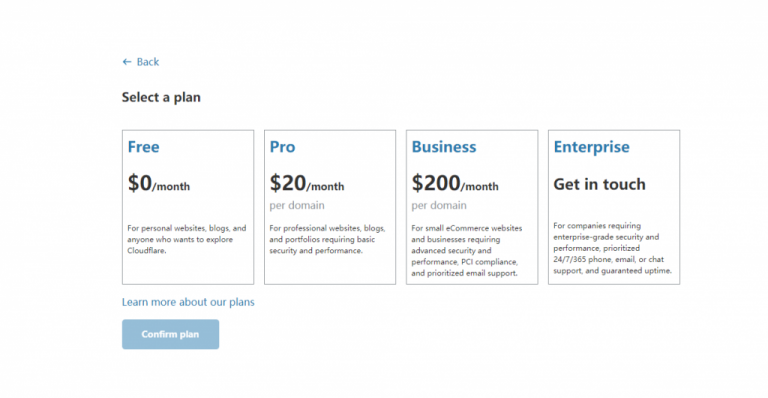 ← Back
Select a plan
Free
$0/month
For personal websites, blogs, and
anyone who wants to explore
Cloudflare.
Pro
$20/month
per domain
For professional websites, blogs,
and portfolios requiring basic
security and performance.
Business
$200/month
per domain
For small eCommerce websites
and businesses requiring
advanced security and
performance, PCI compliance,
and prioritized email support.
Enterprise
Get in touch
For companies requiring
enterprise-grade security and
performance, prioritized
24/7/365 phone, email, or chat
support, and guaranteed uptime.
Learn more about our plans
Confirm plan